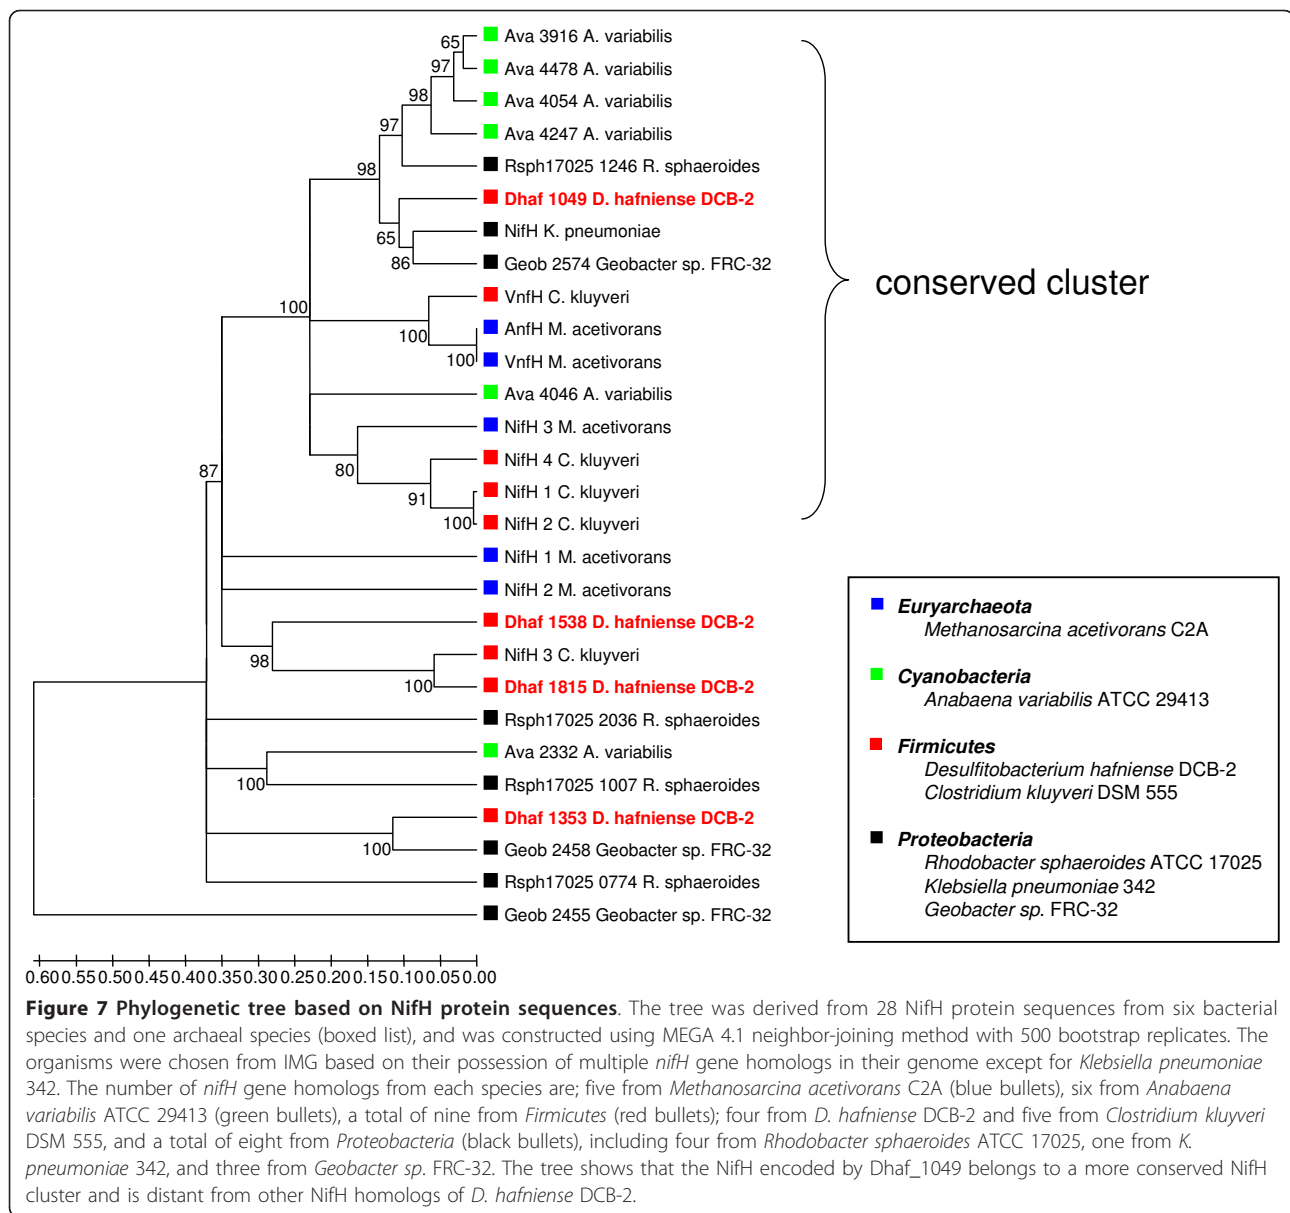 65
Ava 3916 A. variabilis
97
Ava 4478 A. variabilis
98
Ava 4054 A. variabilis
97
Ava 4247 A. variabilis
98
Rsph17025 1246 R. sphaeroides
Dhaf 1049 D. hafniense DCB-2
65
NifH K. pneumoniae
86
Geob 2574 Geobacter sp. FRC-32
conserved cluster
100
VnfH C. kluyveri
100
AnfH M. acetivorans
100
VnfH M. acetivorans
Ava 4046 A. variabilis
NifH 3 M. acetivorans
80
NifH 4 C. kluyveri
87
91
NifH 1 C. kluyveri
100
NifH 2 C. kluyveri
NifH 1 M. acetivorans
NifH 2 M. acetivorans
Dhaf 1538 D. hafniense DCB-2
98
NifH 3 C. kluyveri
100
Dhaf 1815 D. hafniense DCB-2
Rsph17025 2036 R. sphaeroides
Ava 2332 A. variabilis
100
Rsph17025 1007 R. sphaeroides
Dhaf 1353 D. hafniense DCB-2
100
Geob 2458 Geobacter sp. FRC-32
Rsph17025 0774 R. sphaeroides
Geob 2455 Geobacter sp. FRC-32
Euryarchaeota
Methanosarcina acetivorans C2A
Cyanobacteria
Anabaena variabilis ATCC 29413
Firmicutes
Desulfitobacterium hafniense DCB-2
Clostridium kluyveri DSM 555
Proteobacteria
Rhodobacter sphaeroides ATCC 17025
Klebsiella pneumoniae 342
Geobacter sp. FRC-32
0.60 0.55 0.50 0.45 0.40 0.35 0.30 0.25 0.20 0.15 0.10 0.05 0.00
Figure 7 Phylogenetic tree based on NifH protein sequences. The tree was derived from 28 NifH protein sequences from six bacterial
species and one archaeal species (boxed list), and was constructed using MEGA 4.1 neighbor-joining method with 500 bootstrap replicates. The
organisms were chosen from IMG based on their possession of multiple nifH gene homologs in their genome except for Klebsiella pneumoniae
342. The number of nifH gene homologs from each species are; five from Methanosarcina acetivorans C2A (blue bullets), six from Anabaena
variabilis ATCC 29413 (green bullets), a total of nine from Firmicutes (red bullets); four from D. hafniense DCB-2 and five from Clostridium kluyveri
DSM 555, and a total of eight from Proteobacteria (black bullets), including four from Rhodobacter sphaeroides ATCC 17025, one from K.
pneumoniae 342, and three from Geobacter sp. FRC-32. The tree shows that the NifH encoded by Dhaf_1049 belongs to a more conserved NifH
cluster and is distant from other NifH homologs of D. hafniense DCB-2.